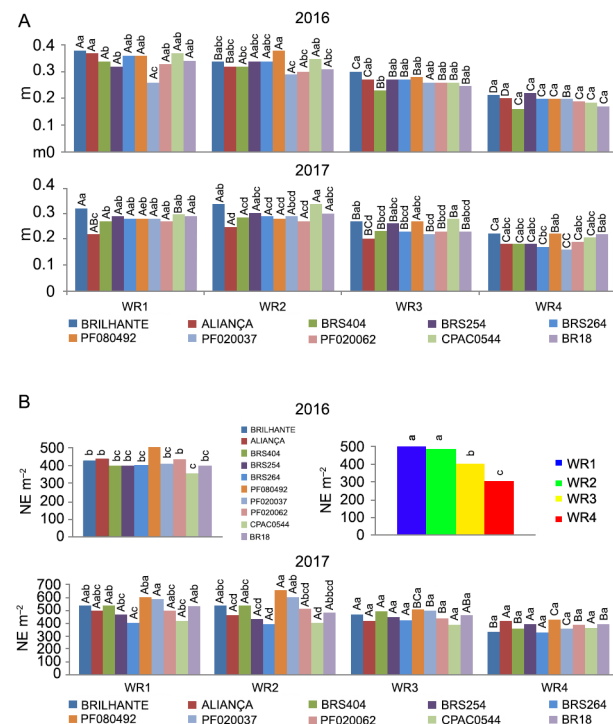 A
2016
Aa Aa Ab Ab Aab Aab Ac Aab Aab Aab
Babc Babc Abc Aabc Aabc Aa Ac Abc Aab Abc
Ba Cab Bb Bab Bab Bab Aab Bab Bab Bab
Da Da Ca Ca Ca Ca Ba Ca Ca Ca
0.4
0.3
0.2
0.1
m0
m
2017
Aa ABc Ab Aab Aab Aeb Aab Aab Bab Aab
Aab Ad Acd Aabc Acd Acd Abcd Acd Aa Abc
Bab BCd Bbcd Babc Bbcd Aabc Bcd Bbcd Ba Bbcd
Ca Cabc Cabc Cabc Cbc Bab CC Cabc Cab Bab
0.4
0.3
0.2
0.1
0
m
WR1 WR2 WR3 WR4
BRILHANTE ALIANÇA BRS404 BRS254 BRS264
PF080492 PF020037 PF020062 CPAC0544 BR18
B
2016
b b bc bc bc bc b c bc
500
400
300
200
100
0
NE m⁻²
BRILHANTE
ALIANÇA
BRS404
BRS254
BRS264
PF080492
PF020037
PF020062
CPAC0544
BR18
a a b c
500
400
300
200
100
0
NE m⁻²
WR1
WR2
WR3
WR4
2017
Aab Aabc Aab Abc Ac Aba Aa Aabc Abc Aab
Aab Acd Aab Acd Ad Aa Aab Abcd Ad Abbcd
Aa Aa Aa Aa Aa BCa Ba Aa Aa ABa
Ba Aa Ba Aa Ba Ca Ba Ba Aa Ba
700
600
500
400
300
200
100
0
NE m⁻²
WR1 WR2 WR3 WR4
BRILHANTE ALIANÇA BRS404 BRS254 BRS264
PF080492 PF020037 PF020062 CPAC0544 BR18